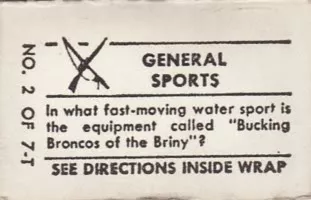 NO. 2 OF 7-T
GENERAL
SPORTS
In what fast-moving water sport is
the equipment called "Bucking
Broncos of the Briny"?
SEE DIRECTIONS INSIDE WRAP